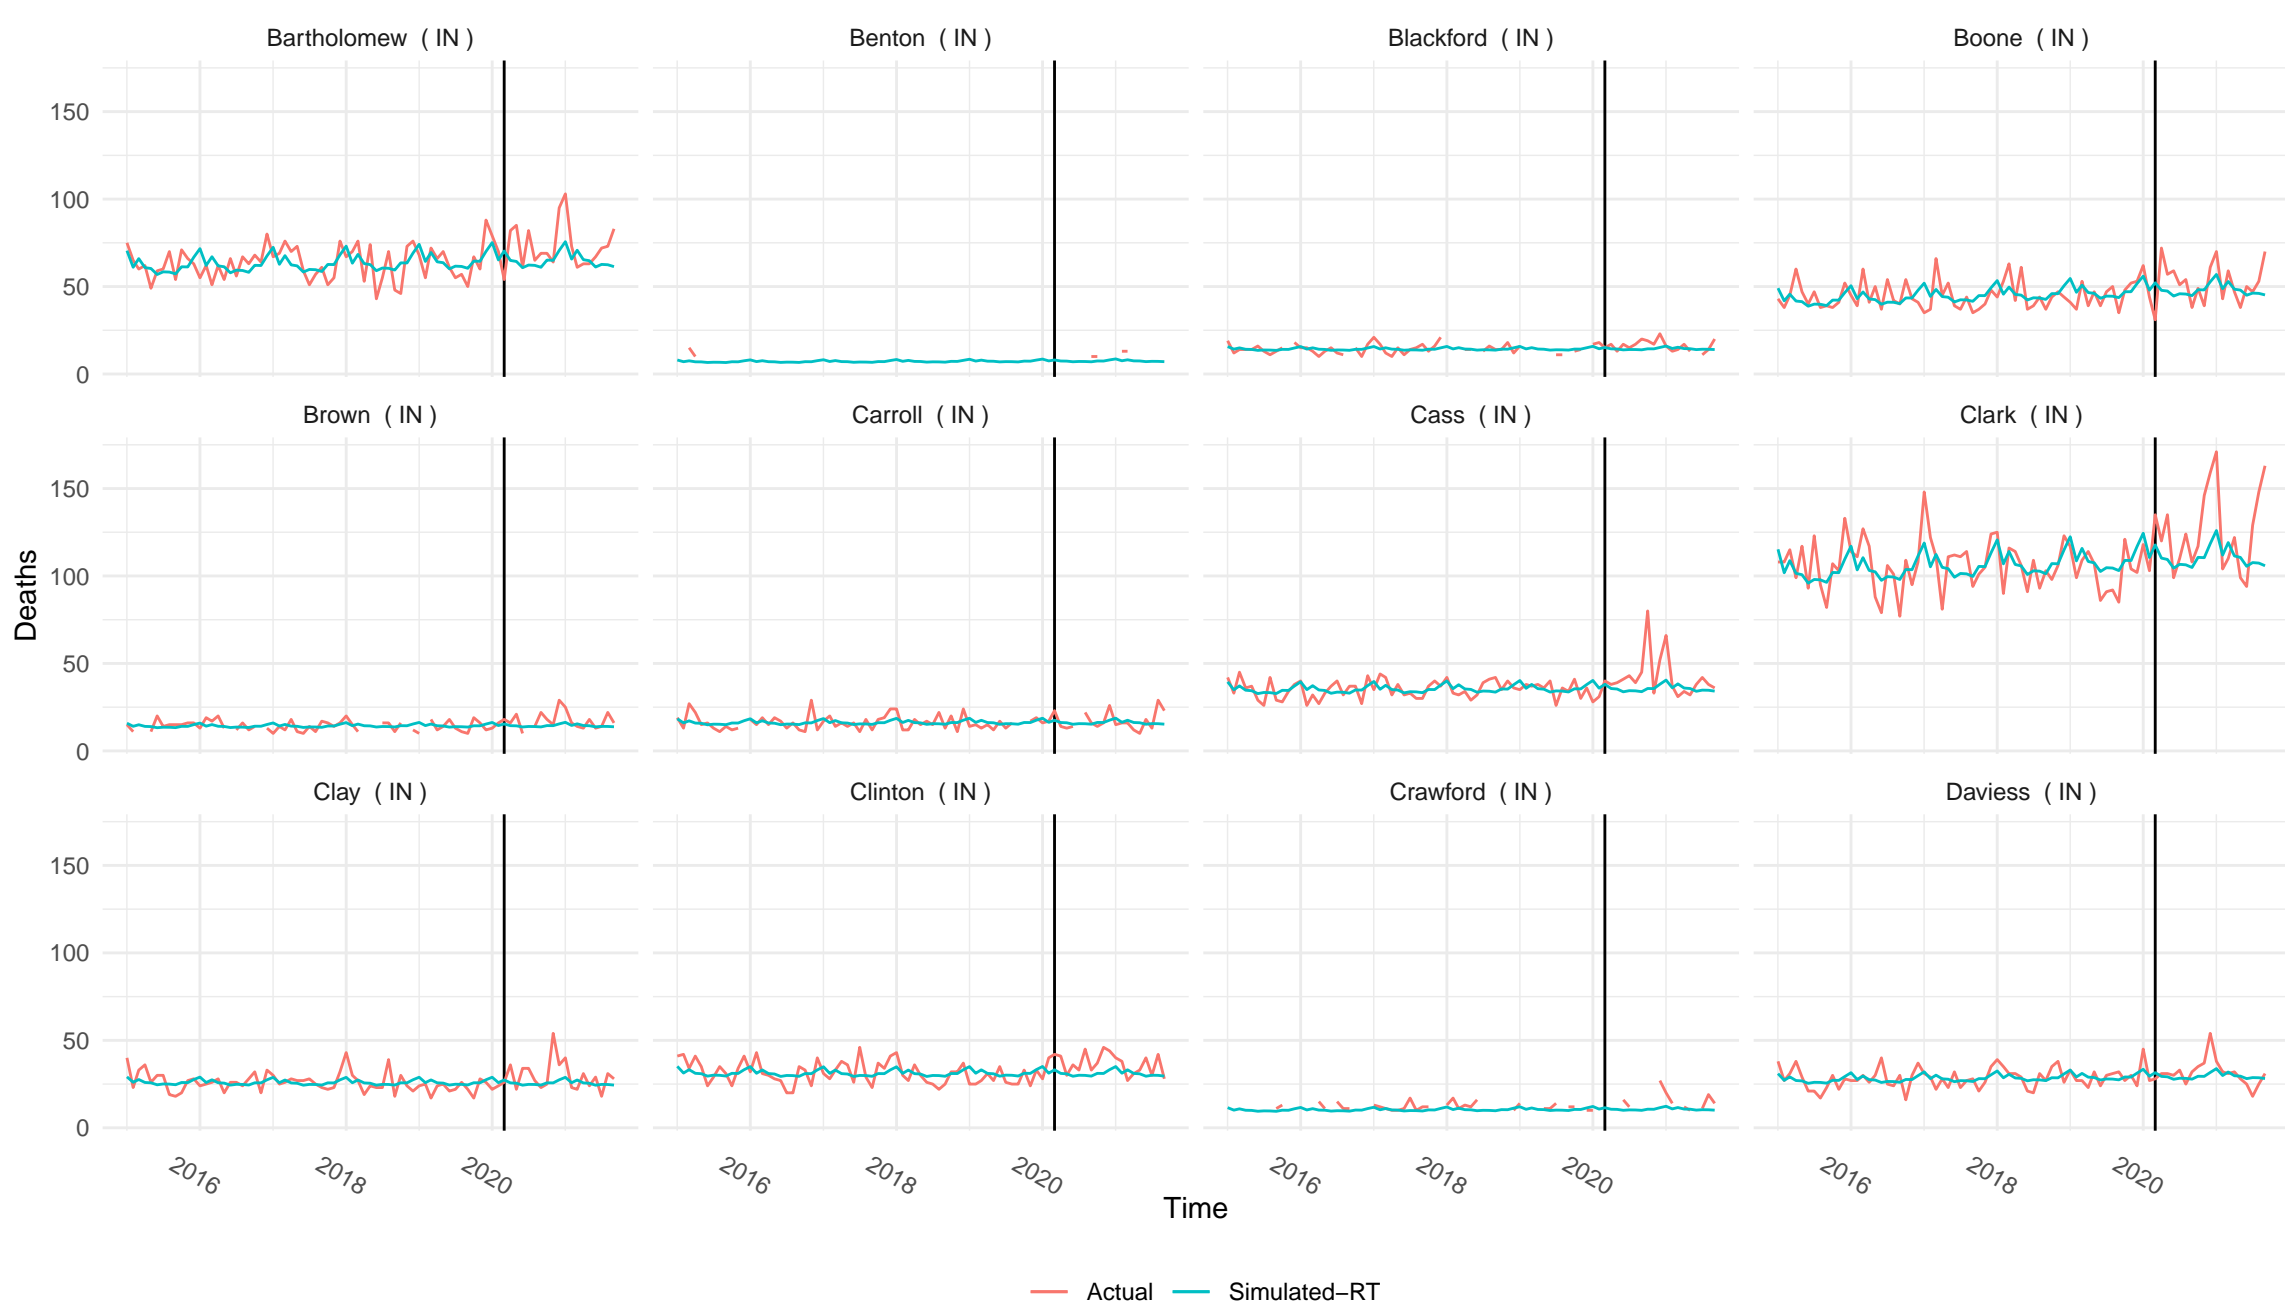 Bartholomew ( IN )
Benton ( IN )
Blackford ( IN )
Boone ( IN )
150
100
50
0
Brown ( IN )
Carroll ( IN )
Cass ( IN )
Clark ( IN )
150
100
50
0
Clay ( IN )
Clinton ( IN )
Crawford ( IN )
Daviess ( IN )
150
100
50
0
Deaths
2016 2018 2020
2016 2018 2020
2016 2018 2020
2016 2018 2020
Time
Actual
Simulated−RT